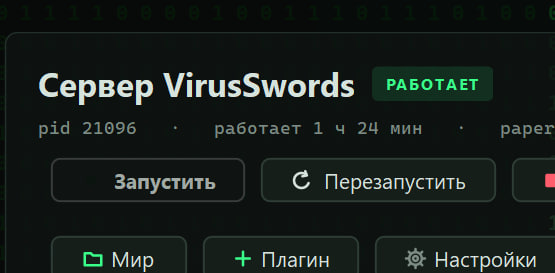 Сервер VirusSwords РАБОТАЕТ
pid 21096 · работает 1 ч 24 мин · paper
Запустить Перезапустить
Мир Плагин Настройки